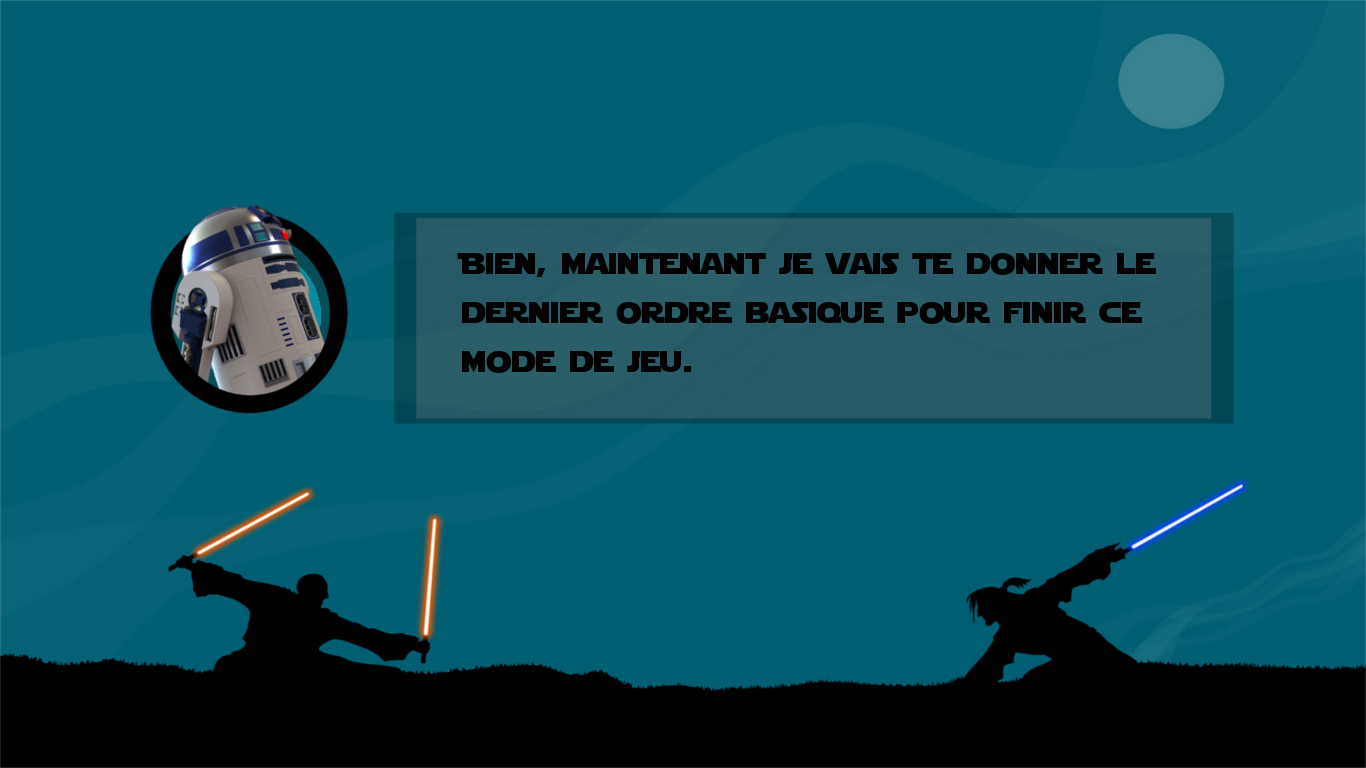 Bien, maintenant je vais te donner le
dernier ordre basique pour finir ce
mode de jeu.